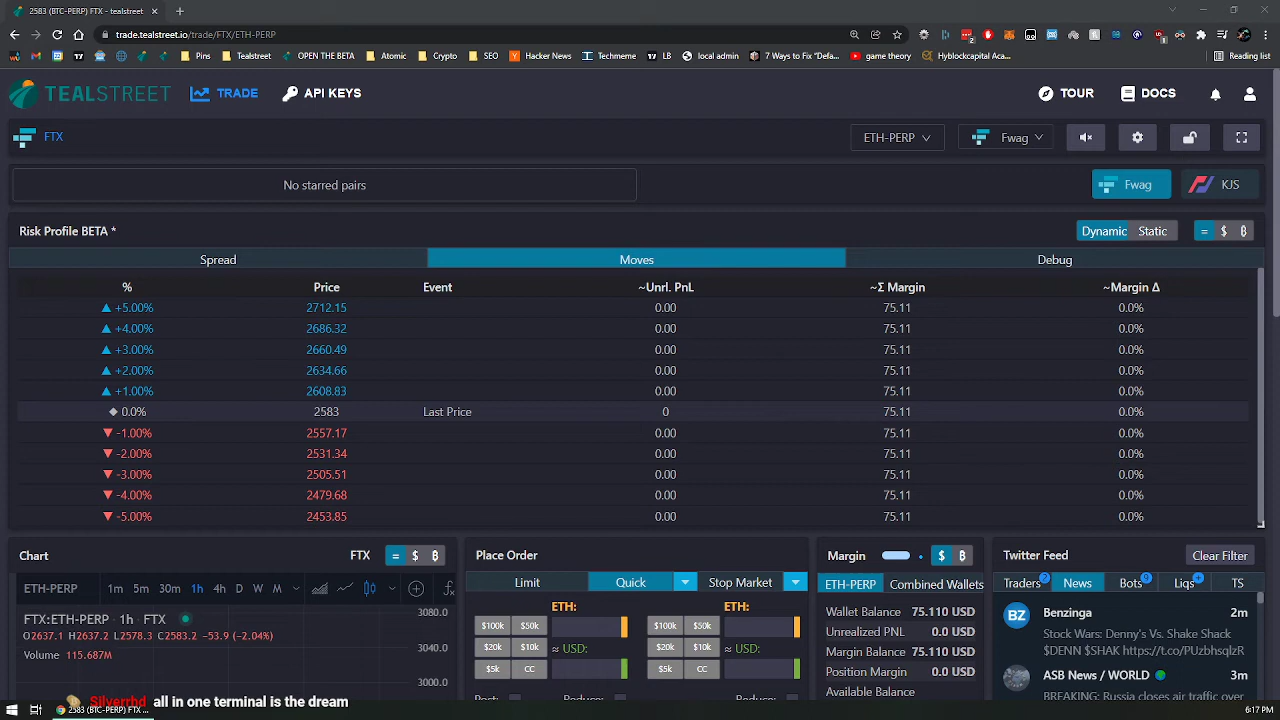 2583 (BTC-PERP) FTX - tealstreet
trade.tealstreet.io/trade/FTX/ETH-PERP
Pins Tealstreet OPEN THE BETA Atomic Crypto SEO Hacker News Techmeme LB local admin 7 Ways to Fix "Defa... game theory Hyblockcapital Aca... Reading list
TEALSTREET TRADE API KEYS TOUR DOCS
FTX ETH-PERP Fwag
No starred pairs Fwag KJS
Risk Profile BETA * Dynamic Static = $ ₿
Spread Moves Debug
% Price Event ~Unrl. PnL ~Σ Margin ~Margin Δ
▲ +5.00% 2712.15 0.00 75.11 0.0%
▲ +4.00% 2686.32 0.00 75.11 0.0%
▲ +3.00% 2660.49 0.00 75.11 0.0%
▲ +2.00% 2634.66 0.00 75.11 0.0%
▲ +1.00% 2608.83 0.00 75.11 0.0%
◆ 0.0% 2583 Last Price 0 75.11 0.0%
▼ -1.00% 2557.17 0.00 75.11 0.0%
▼ -2.00% 2531.34 0.00 75.11 0.0%
▼ -3.00% 2505.51 0.00 75.11 0.0%
▼ -4.00% 2479.68 0.00 75.11 0.0%
▼ -5.00% 2453.85 0.00 75.11 0.0%
Chart FTX = $ ₿
ETH-PERP 1m 5m 30m 1h 4h D W M
FTX:ETH-PERP · 1h · FTX
O2637.1 H2637.2 L2578.3 C2583.2 -53.9 (-2.04%)
Volume 115.687M
3080.0
3040.0
3000.0
Place Order
Limit Quick Stop Market
ETH: ETH:
$100k $50k $100k $50k
$20k $10k ≈ USD: $20k $10k ≈ USD:
$5k CC $5k CC
Margin $ ₿
ETH-PERP Combined Wallets
Wallet Balance 75.110 USD
Unrealized PNL 0.0 USD
Margin Balance 75.110 USD
Position Margin 0.0 USD
Available Balance
Twitter Feed Clear Filter
Traders 2 News Bots 9 Liqs + TS
Benzinga 2m
Stock Wars: Denny's Vs. Shake Shack
$DENN $SHAK https://t.co/PUzbhsqlzR
ASB News / WORLD 3m
BREAKING: Russia closes air traffic over
Silverrhd all in one terminal is the dream
2583 (BTC-PERP) FTX ... 6:17 PM